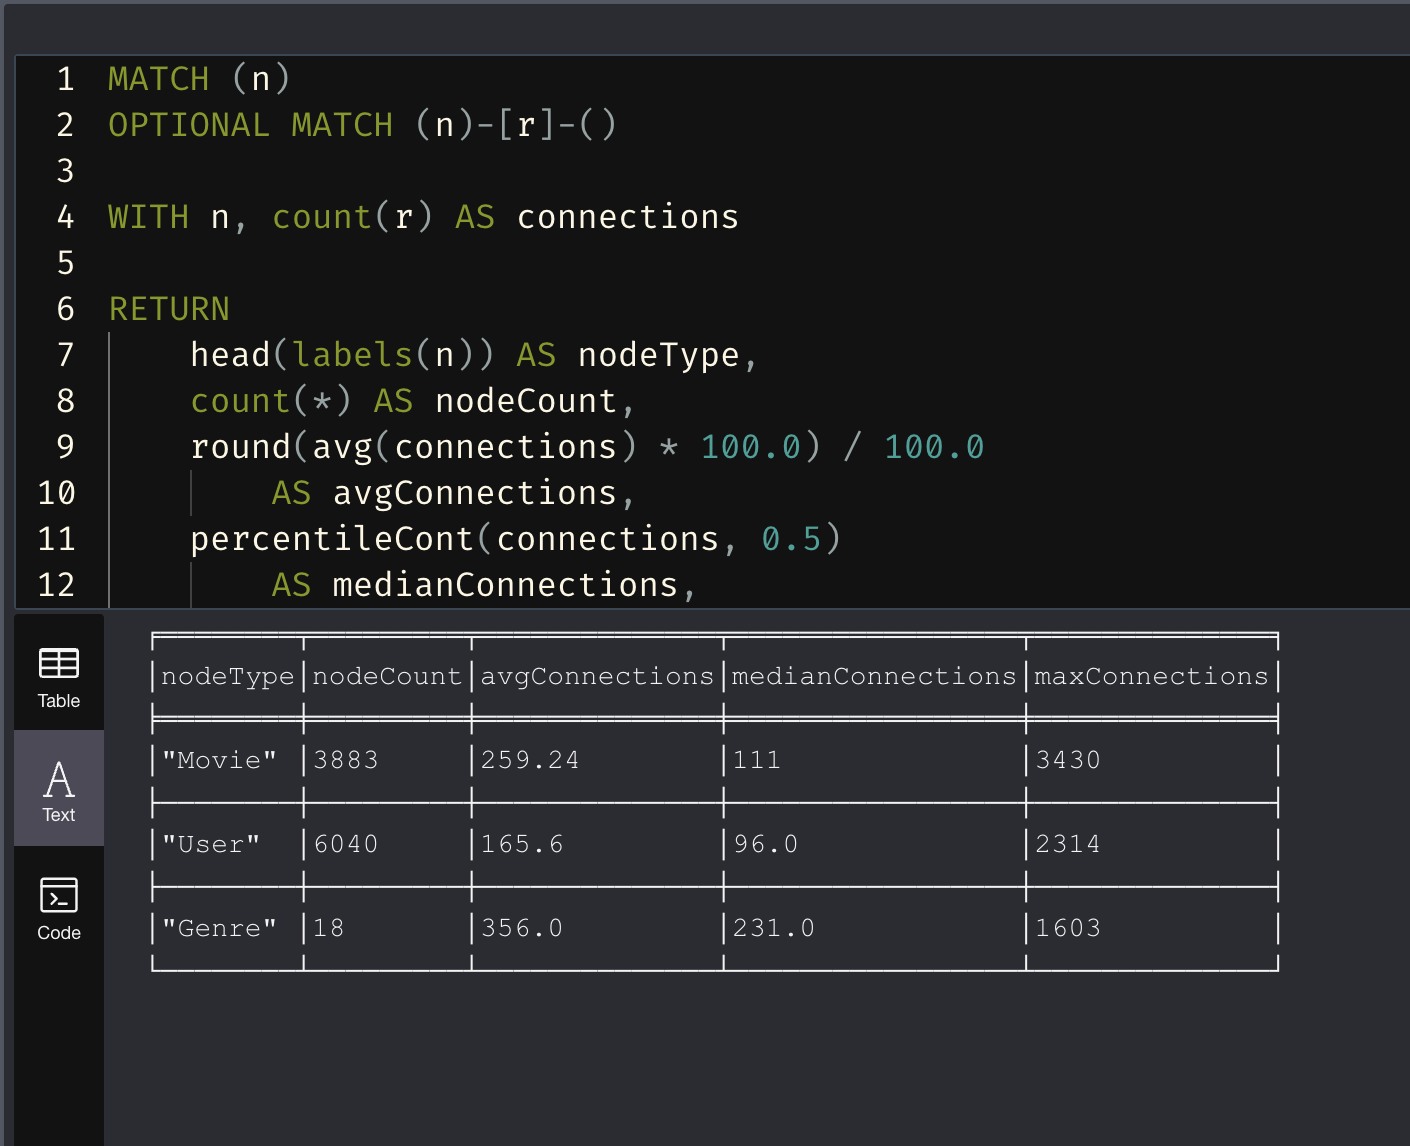 1 MATCH (n)
2 OPTIONAL MATCH (n)-[r]-()
3
4 WITH n, count(r) AS connections
5
6 RETURN
7 head(labels(n)) AS nodeType,
8 count(*) AS nodeCount,
9 round(avg(connections) * 100.0) / 100.0
10 AS avgConnections,
11 percentileCont(connections, 0.5)
12 AS medianConnections,
Table
Text
Code
nodeType nodeCount avgConnections medianConnections maxConnections
"Movie" 3883 259.24 111 3430
"User" 6040 165.6 96.0 2314
"Genre" 18 356.0 231.0 1603